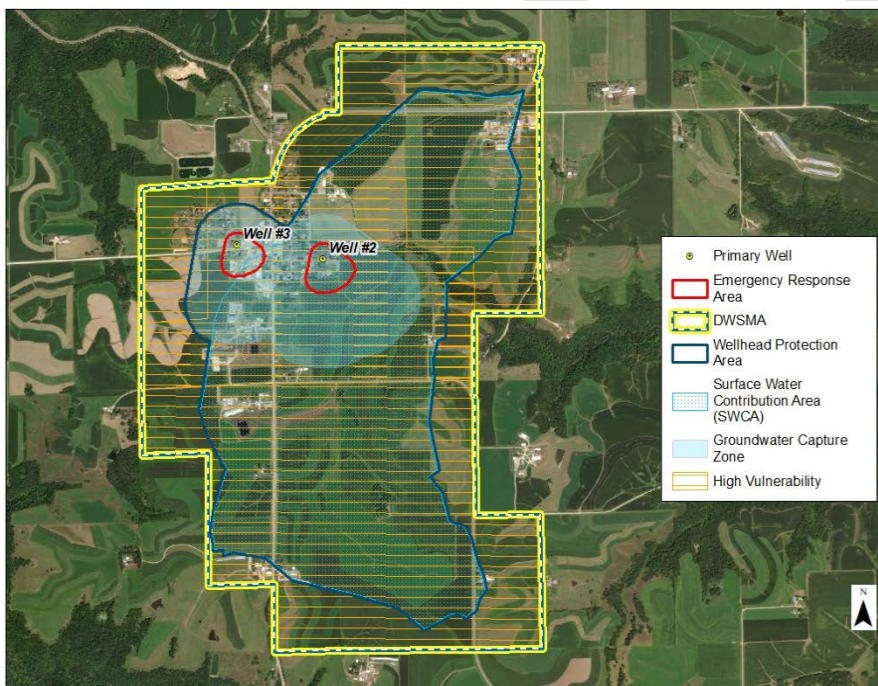 Well #3
Well #2
Primary Well
Emergency Response
Area
DWSMA
Wellhead Protection
Area
Surface Water
Contribution Area
(SWCA)
Groundwater Capture
Zone
High Vulnerability
N